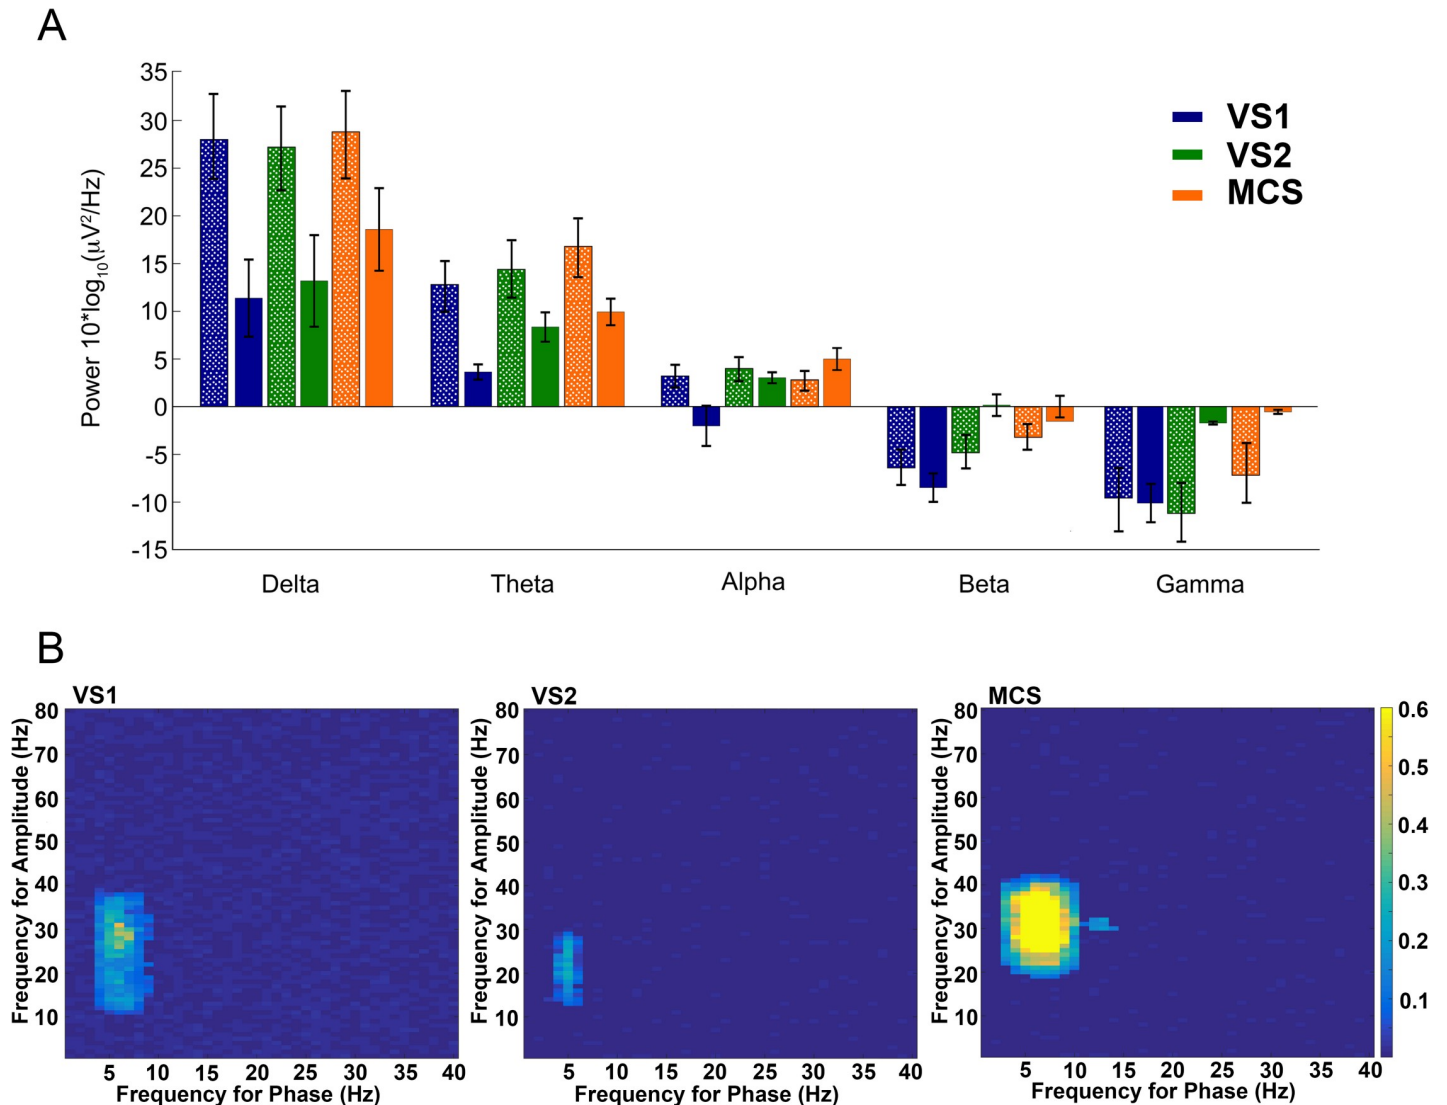 A
Power 10*log10(μV2/Hz)
35
30
25
20
15
10
5
0
-5
-10
-15
VS1
VS2
MCS
Delta Theta Alpha Beta Gamma
B
VS1
Frequency for Amplitude (Hz)
80
70
60
50
40
30
20
10
5 10 15 20 25 30 35 40
Frequency for Phase (Hz)
VS2
Frequency for Amplitude (Hz)
80
70
60
50
40
30
20
10
5 10 15 20 25 30 35 40
Frequency for Phase (Hz)
MCS
Frequency for Amplitude (Hz)
80
70
60
50
40
30
20
10
5 10 15 20 25 30 35 40
Frequency for Phase (Hz)
0.6
0.5
0.4
0.3
0.2
0.1